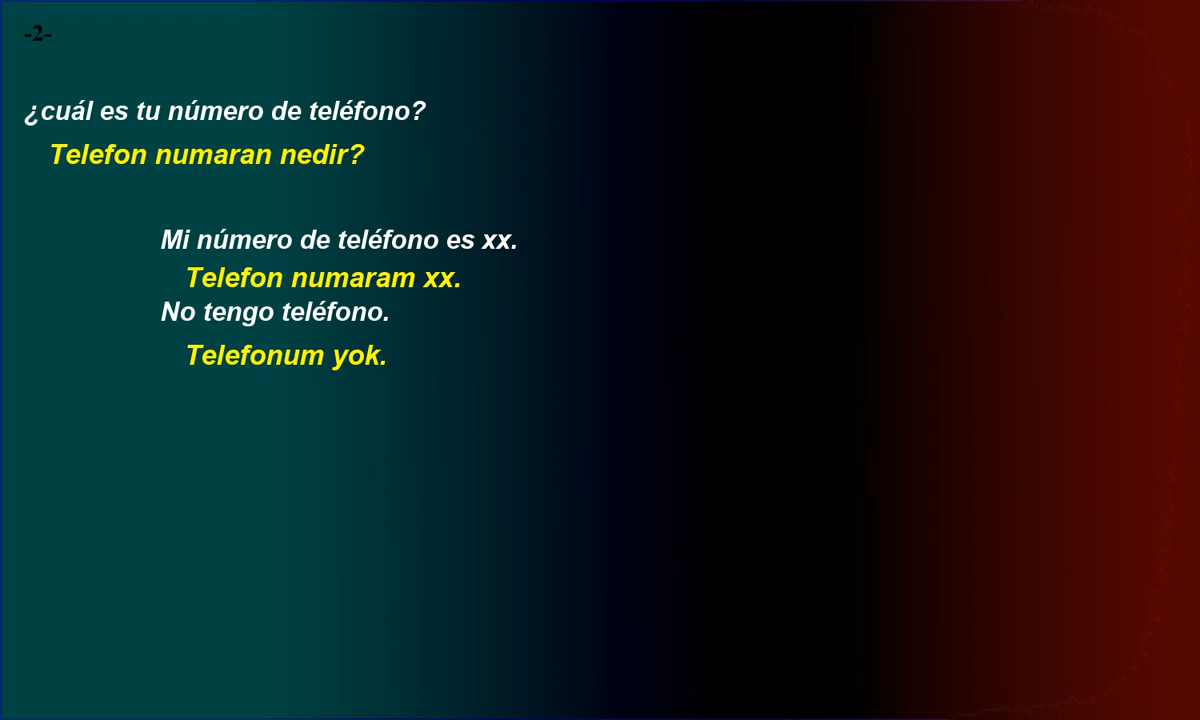 -2-
¿cuál es tu número de teléfono?
Telefon numaran nedir?
Mi número de teléfono es xx.
Telefon numaram xx.
No tengo teléfono.
Telefonum yok.